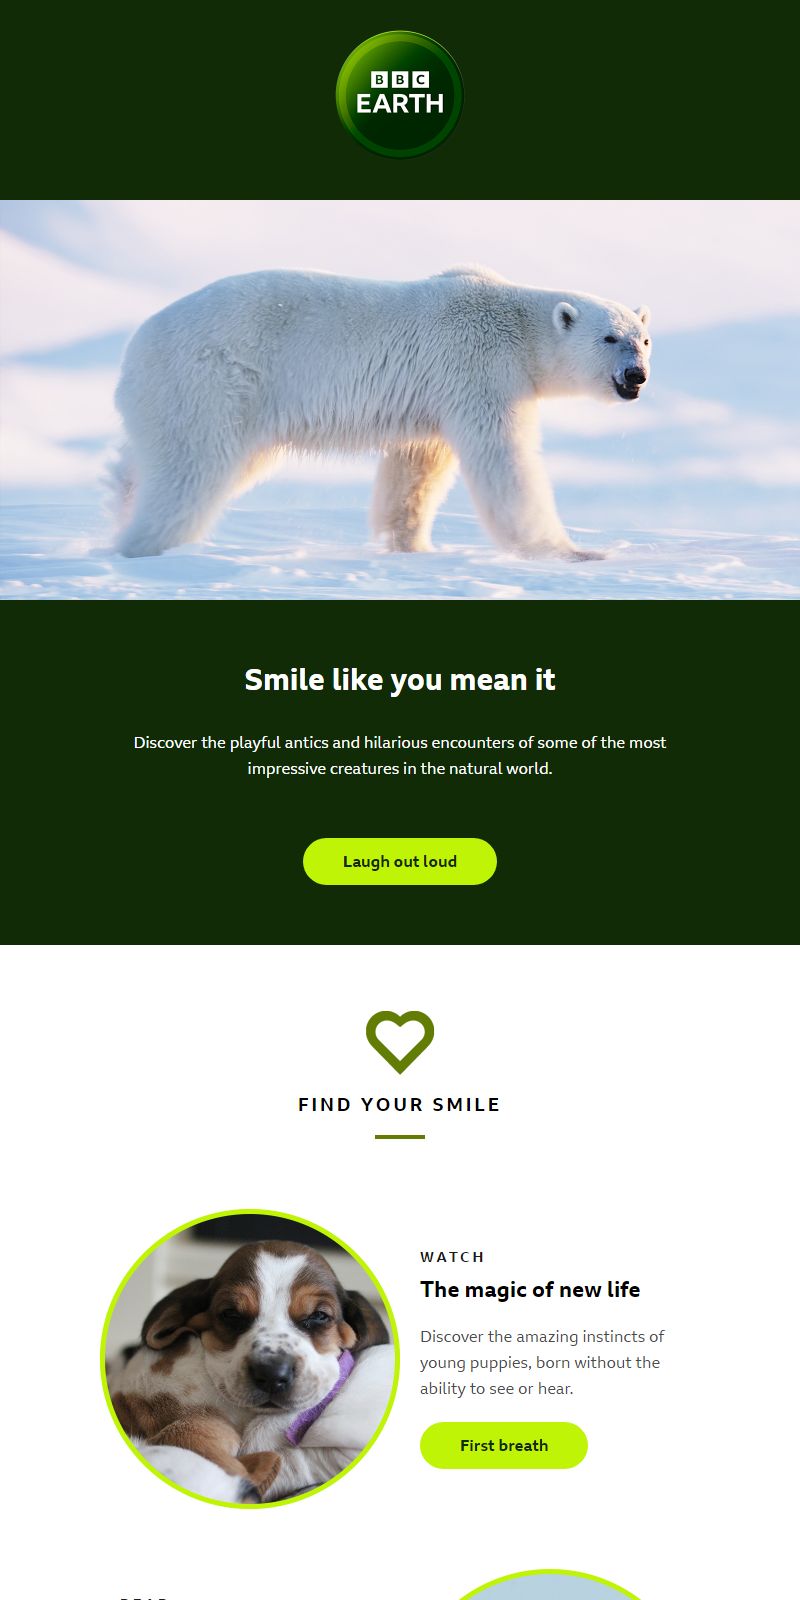 BBC
EARTH
Smile like you mean it
Discover the playful antics and hilarious encounters of some of the most
impressive creatures in the natural world.
Laugh out loud
FIND YOUR SMILE
WATCH
The magic of new life
Discover the amazing instincts of
young puppies, born without the
ability to see or hear.
First breath